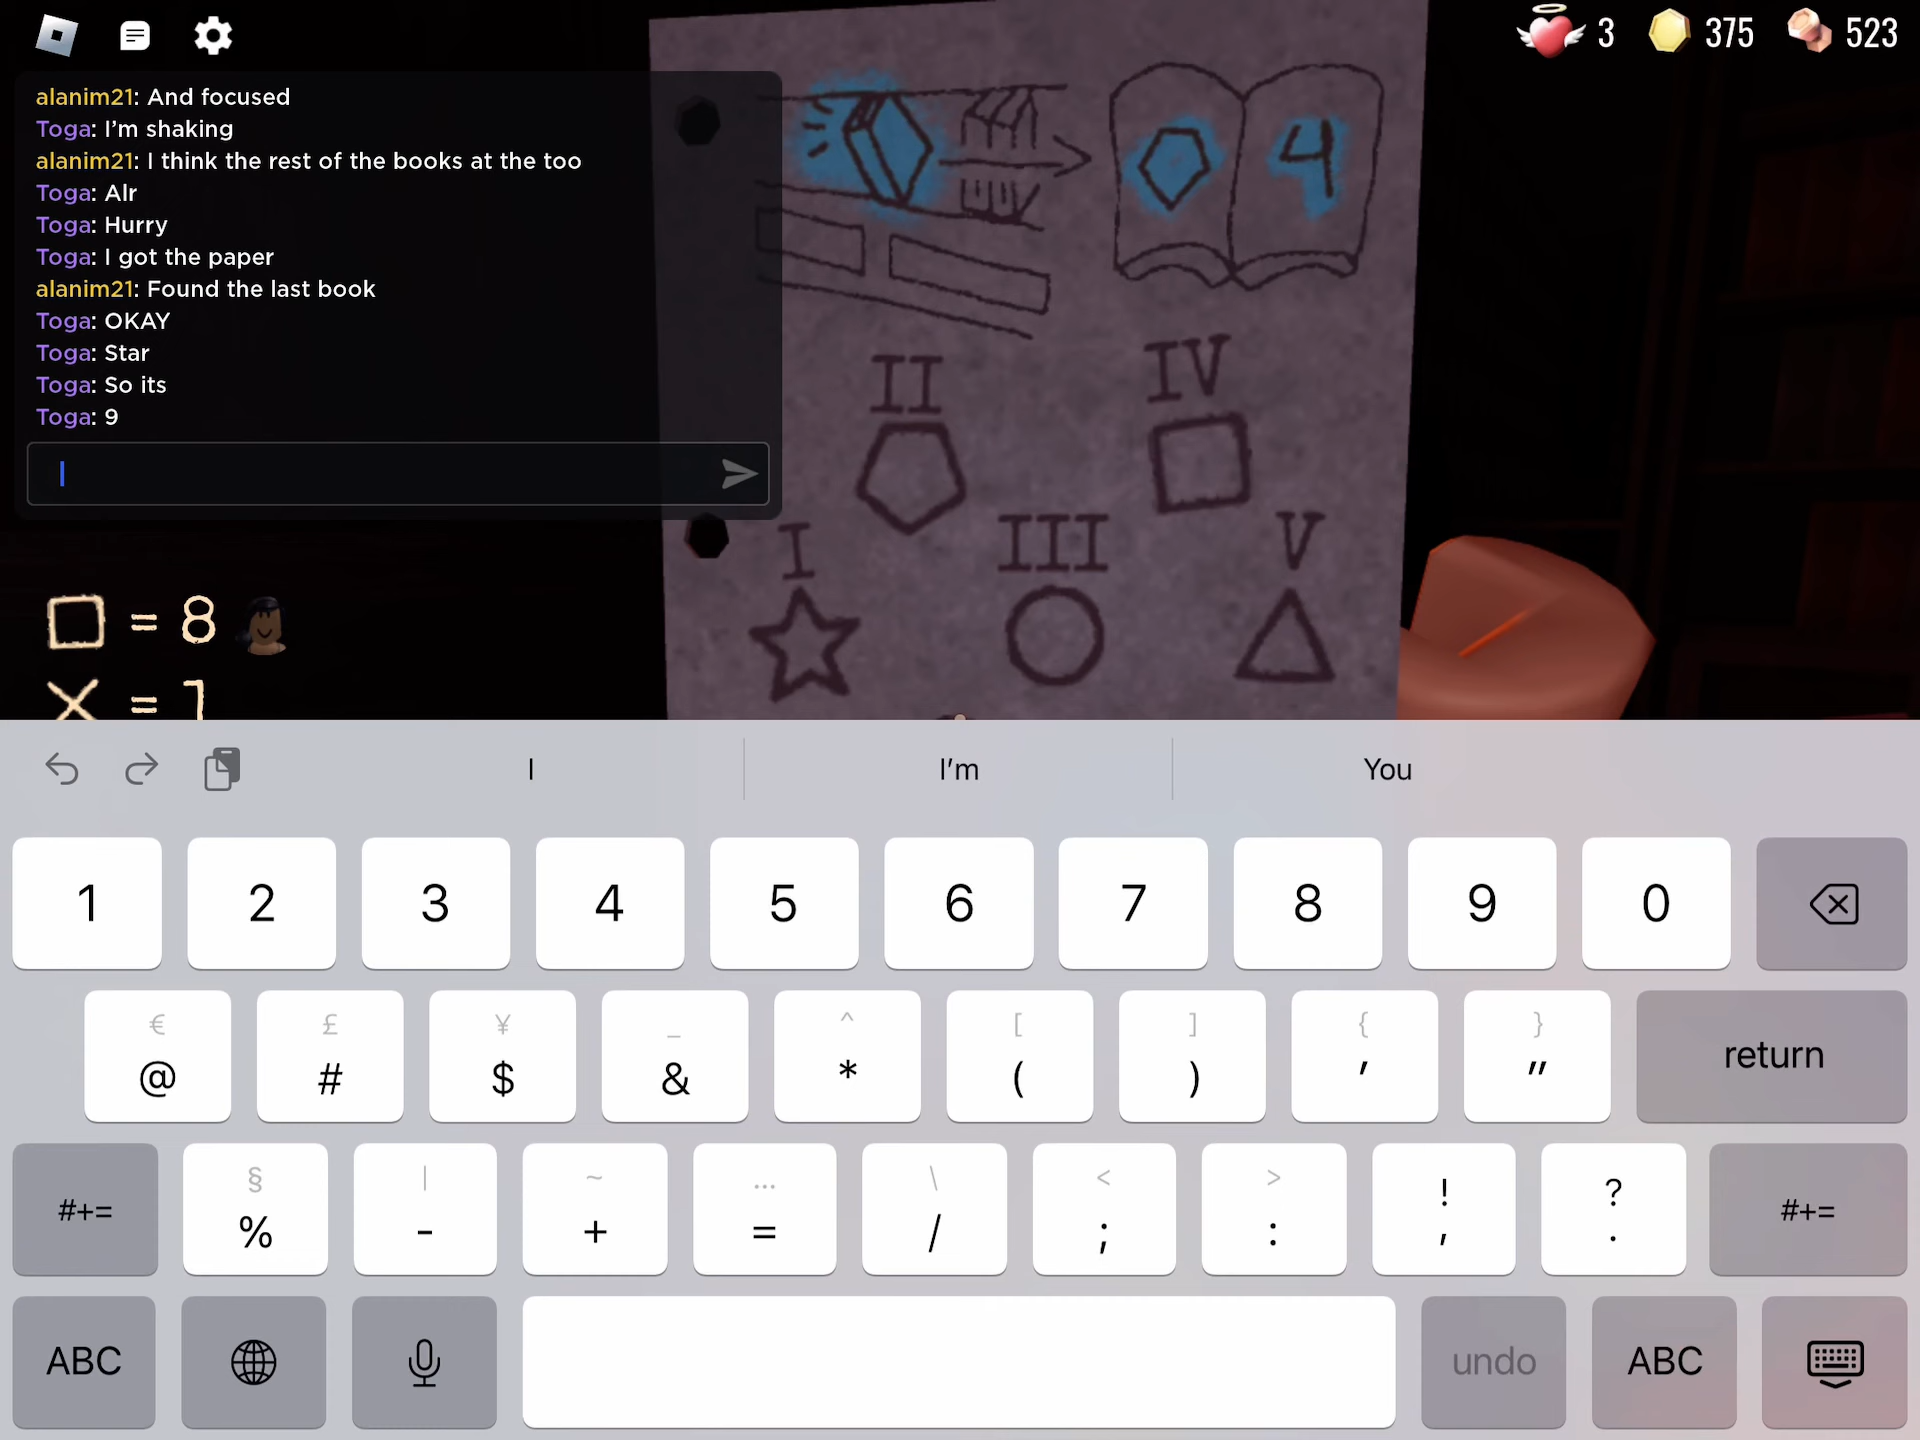 3 375 523
alanim21: And focused
Toga: I’m shaking
alanim21: I think the rest of the books at the too
Toga: Alr
Toga: Hurry
Toga: I got the paper
alanim21: Found the last book
Toga: OKAY
Toga: Star
Toga: So its
Toga: 9
4
II IV
I III V
= 8
X = 1
I I'm You
1 2 3 4 5 6 7 8 9 0
€ £ ¥ _ ^ [ ] { }
@ # $ & * ( ) ' " return
§ | ~ … \ < > ! ?
#+= % - + = / ; : , . #+=
ABC undo ABC